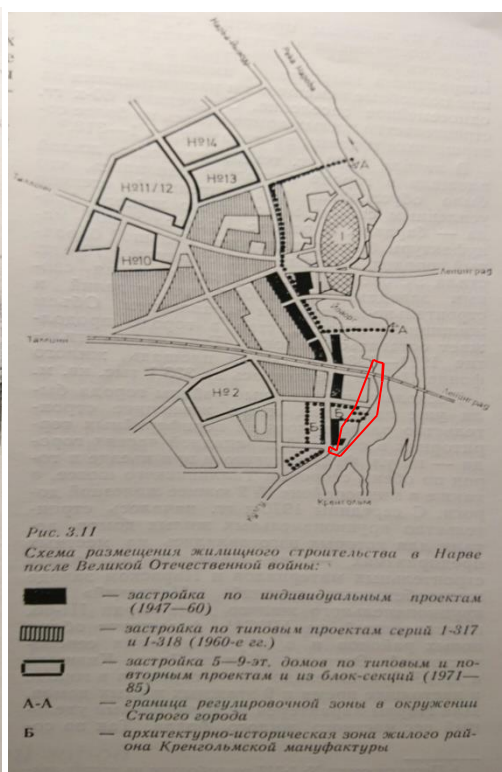 Река Нарова
№14
А
№13
№11/12
Таллинн
I
№10
Ленинград
А
Таллинн
№2
Б
Б
Ленинград
Кренгольм
Рис. 3.11
Схема размещения жилищного строительства в Нарве
после Великой Отечественной войны:
— застройка по индивидуальным проектам
(1947—60)
— застройка по типовым проектам серий 1-317
и 1-318 (1960-е гг.)
— застройка 5—9-эт. домов по типовым и по-
вторным проектам и из блок-секций (1971—
85)
А-А — граница регулировочной зоны в окружении
Старого города
Б — архитектурно-историческая зона жилого рай-
она Кренгольмской мануфактуры